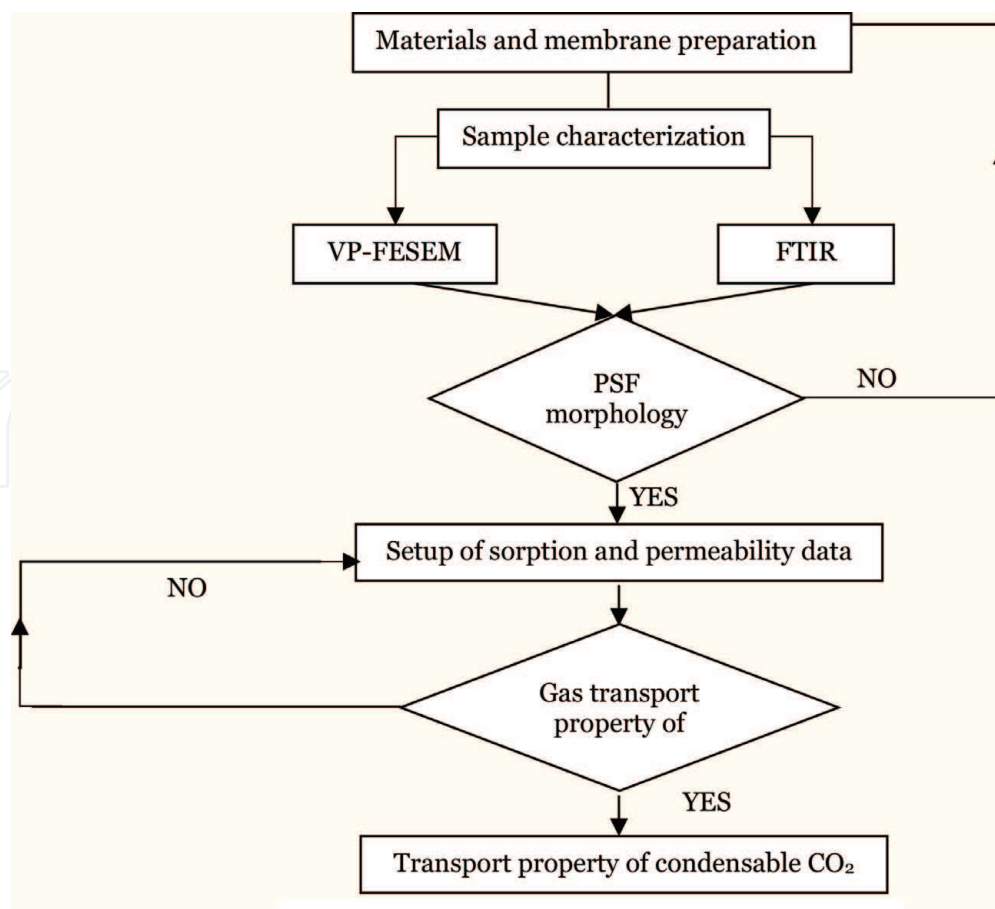 Materials and membrane preparation
Sample characterization
VP-FESEM
FTIR
PSF
morphology
NO
YES
Setup of sorption and permeability data
NO
Gas transport
property of
YES
Transport property of condensable CO₂